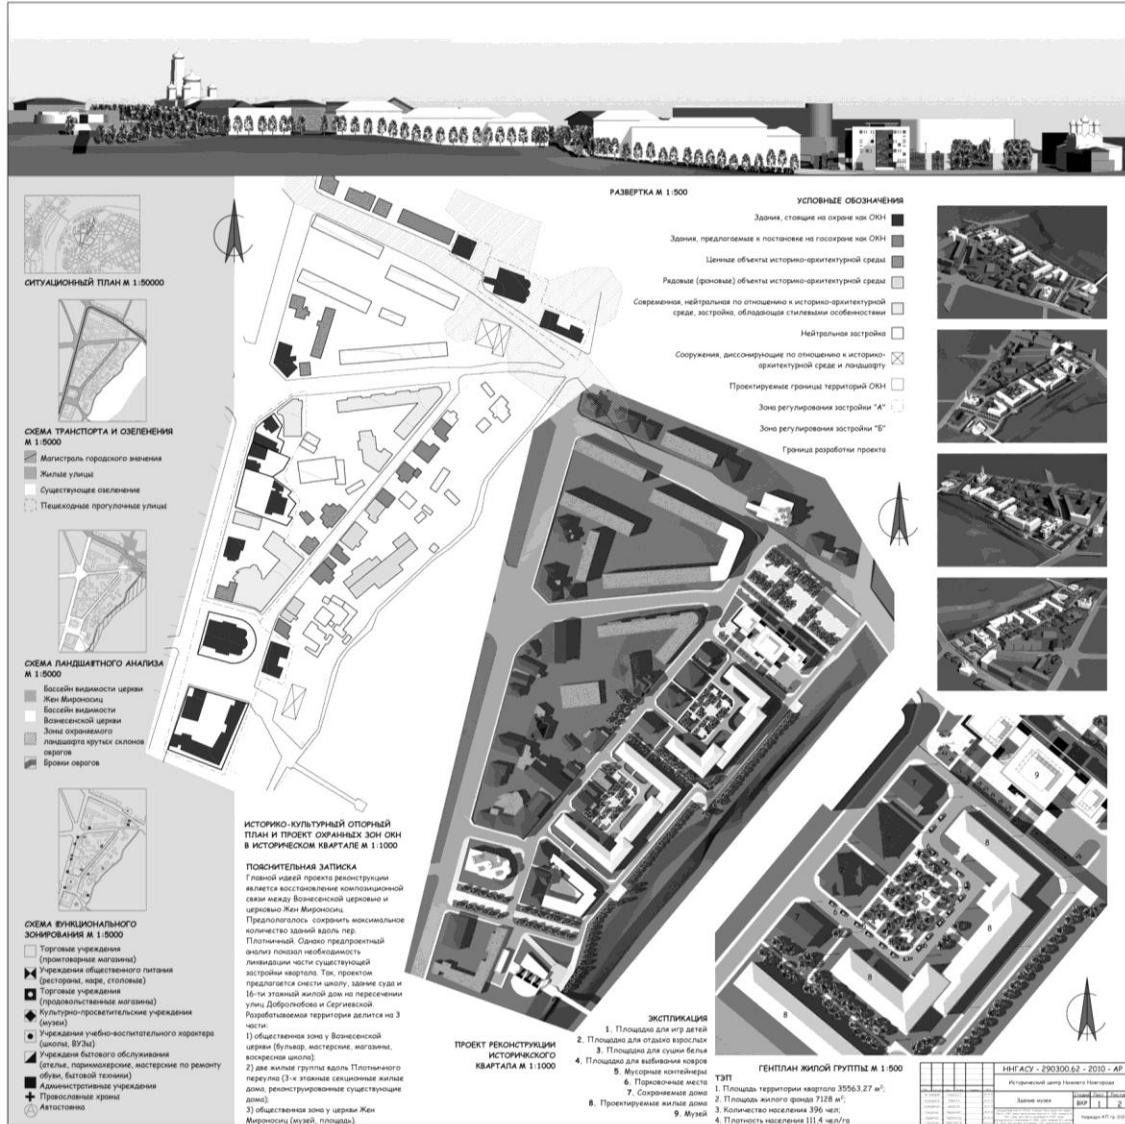 РАЗВЕРТКА М 1:500
УСЛОВНЫЕ ОБОЗНАЧЕНИЯ
Здания, стоящие на охране как ОКН
Здания, предлагаемые к постановке на госохране как ОКН
Ценные объекты историко-архитектурной среды
Рядовые (фоновые) объекты историко-архитектурной среды
Современная, нейтральная по отношению к историко-архитектурной
среде, застройка, обладающая стилевыми особенностями
Нейтральная застройка
Сооружения, диссонирующие по отношению к историко-
архитектурной среде и ландшафту
Проектируемые границы территорий ОКН
Зона регулирования застройки "А"
Зона регулирования застройки "Б"
Граница разработки проекта
СИТУАЦИОННЫЙ ПЛАН М 1:50000
СХЕМА ТРАНСПОРТА И ОЗЕЛЕНЕНИЯ
М 1:5000
Магистраль городского значения
Жилые улицы
Существующее озеленение
Пешеходные прогулочные улицы
СХЕМА ЛАНДШАФТНОГО АНАЛИЗА
М 1:5000
Бассейн видимости церкви
Жен Мироносиц
Бассейн видимости
Вознесенской церкви
Зоны охраняемого
ландшафта крутых склонов
оврагов
Бровки оврагов
СХЕМА ФУНКЦИОНАЛЬНОГО
ЗОНИРОВАНИЯ М 1:5000
Торговые учреждения
(промтоварные магазины)
Учреждения общественного питания
(рестораны, кафе, столовые)
Торговые учреждения
(продовольственные магазины)
Культурно-просветительские учреждения
(музеи)
Учреждения учебно-воспитательного характера
(школы, ВУЗы)
Учреждения бытового обслуживания
(ателье, парикмахерские, мастерские по ремонту
обуви, бытовой техники)
Административные учреждения
Православные храмы
Автостоянка
ИСТОРИКО-КУЛЬТУРНЫЙ ОПОРНЫЙ
ПЛАН И ПРОЕКТ ОХРАННЫХ ЗОН ОКН
В ИСТОРИЧЕСКОМ КВАРТАЛЕ М 1:1000
ПОЯСНИТЕЛЬНАЯ ЗАПИСКА
Главной идеей проекта реконструкции
является восстановление композиционной
связи между Вознесенской церковью и
церковью Жен Мироносиц.
Предполагалось сохранить максимальное
количество зданий вдоль пер.
Плотничный. Однако предпроектный
анализ показал необходимость
ликвидации части существующей
застройки квартала. Так, проектом
предлагается снести школу, здание суда и
16-ти этажный жилой дом на пересечении
улиц Добролюбова и Сергиевской.
Разрабатываемая территория делится на 3
части:
1) общественная зона у Вознесенской
церкви (бульвар, мастерские, магазины,
воскресная школа);
2) две жилые группы вдоль Плотничного
переулка (3-х этажные секционные жилые
дома, реконструированные существующие
дома);
3) общественная зона у церкви Жен
Мироносиц (музей, площадь).
ПРОЕКТ РЕКОНСТРУКЦИИ
ИСТОРИЧКСКОГО
КВАРТАЛА М 1:1000
ЭКСПЛИКАЦИЯ
1. Площадка для игр детей
2. Площадка для отдыха взрослых
3. Площадка для сушки белья
4. Площадка для выбивания ковров
5. Мусорные контейнеры
6. Парковочные места
7. Сохраняемые дома
8. Проектируемые жилые дома
9. Музей
9
8
8
8
ГЕНПЛАН ЖИЛОЙ ГРУППЫ М 1:500
ТЭП
1. Площадь территории квартала 35563,27 м²;
2. Площадь жилого фонда 7128 м²;
3. Количество населения 396 чел;
4. Плотность населения 111,4 чел/га
ННГАСУ - 290300.62 - 2010 - АР
Исторический центр Нижнего Новгорода
Здание музея
ВКР 1 2